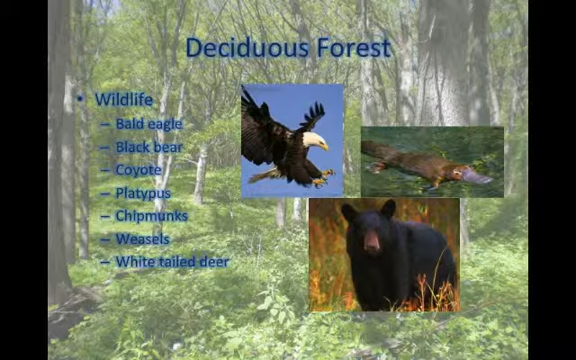 Deciduous Forest
• Wildlife
– Bald eagle
– Black bear
– Coyote
– Platypus
– Chipmunks
– Weasels
– White tailed deer